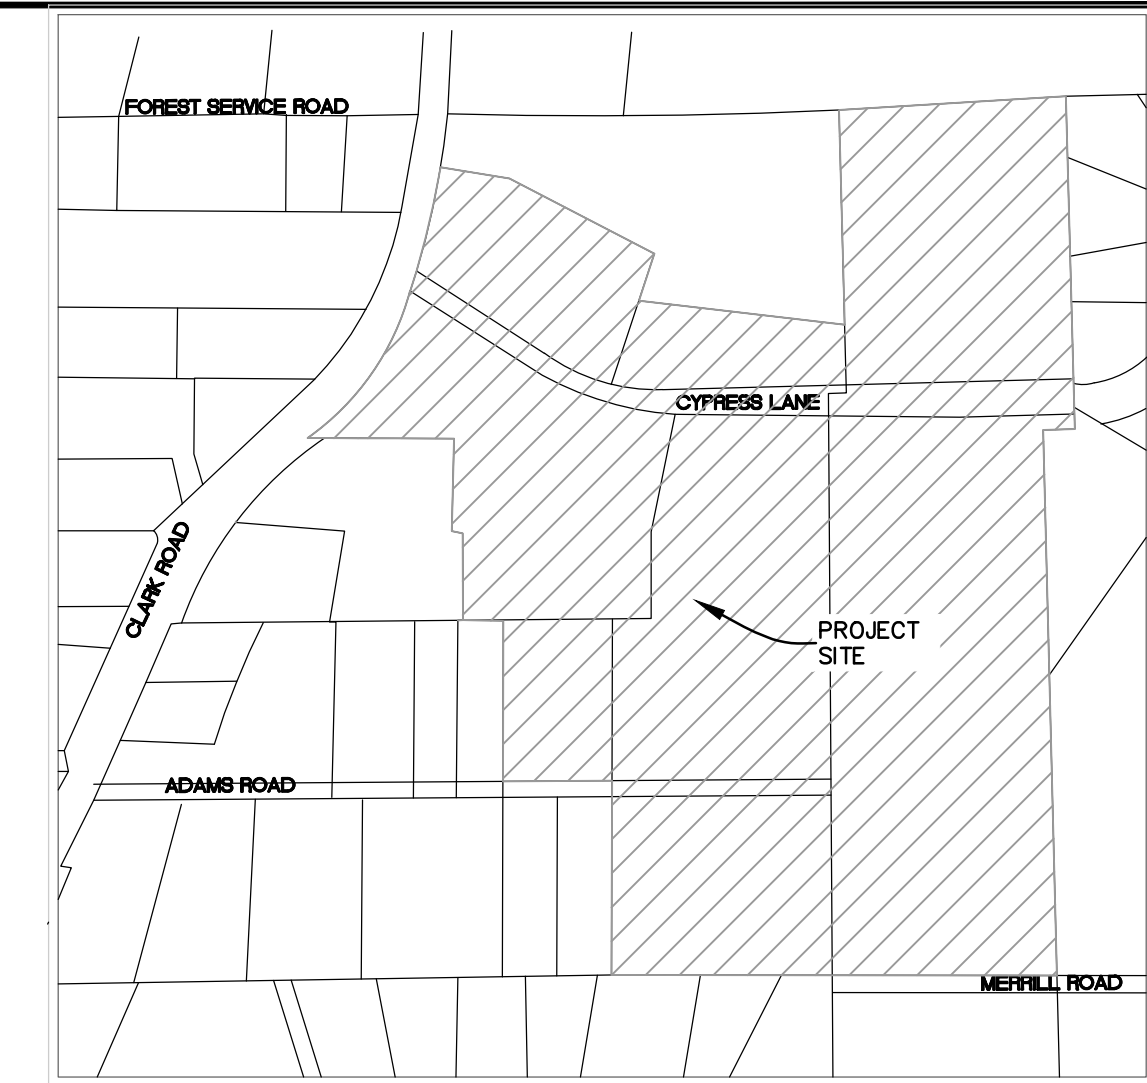 FOREST SERVICE ROAD
CYPRESS LANE
CLARK ROAD
PROJECT
SITE
ADAMS ROAD
MERRILL ROAD